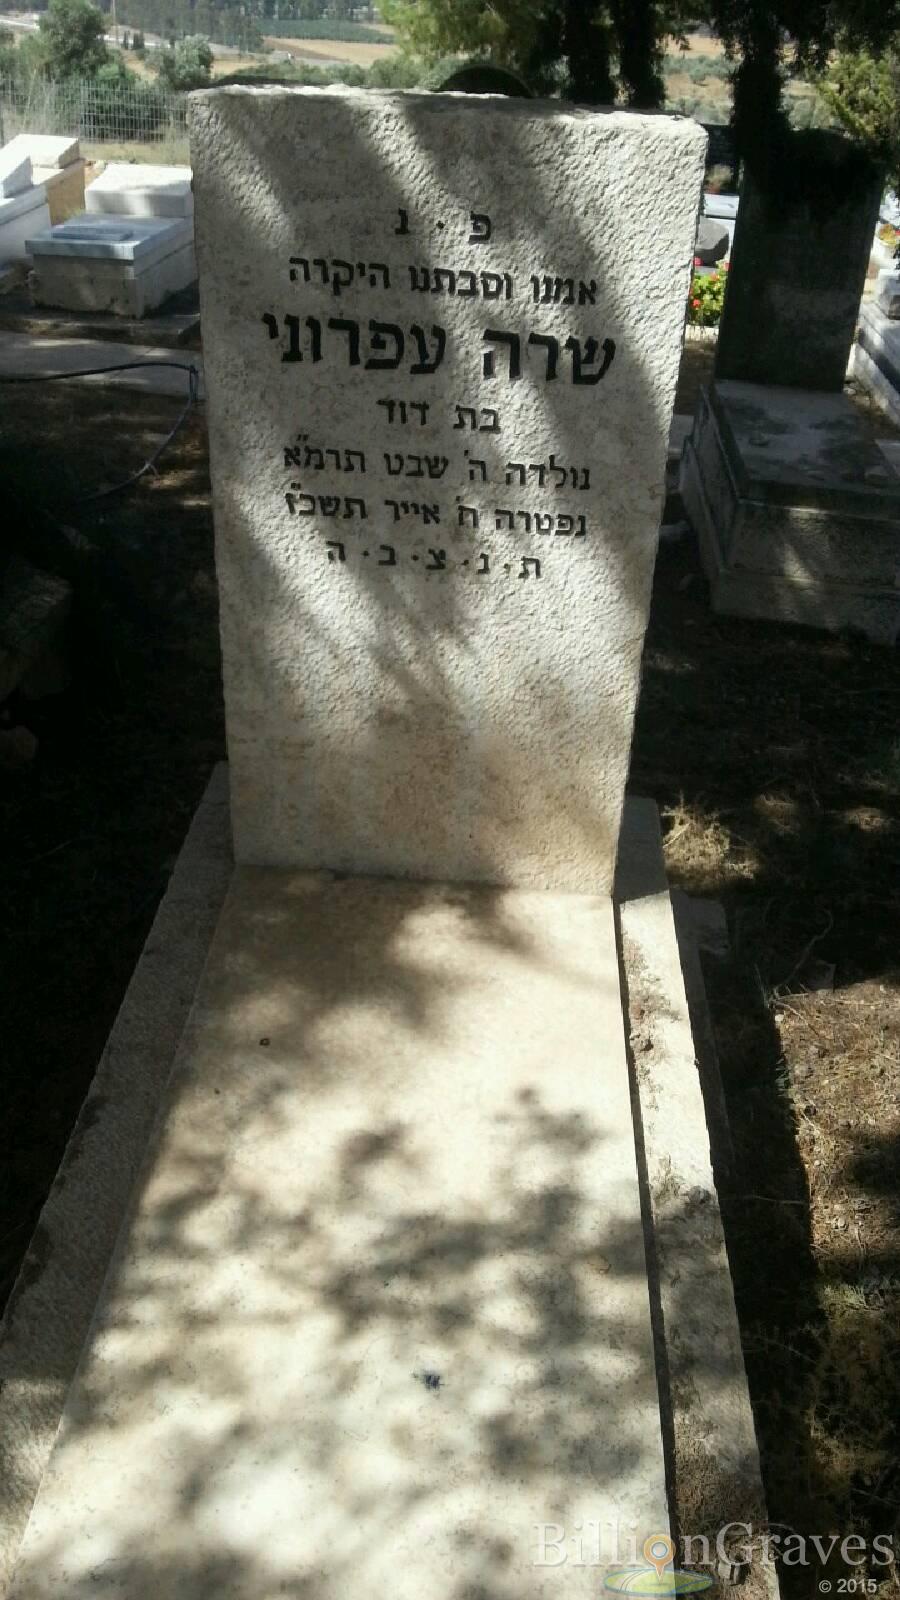 פ · נ
אמנו וסבתנו היקרה
שרה עפרוני
בת דוד
נולדה ה' שבט תרמ"א
נפטרה ח' אייר תשכ"ז
ת · נ · צ · ב · ה
BillionGraves
© 2015